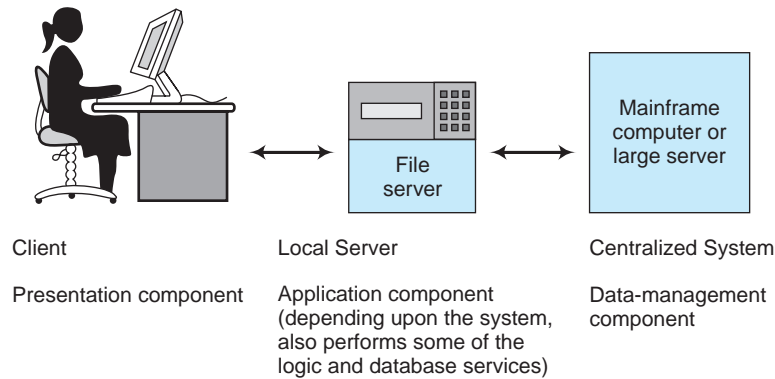 Mainframe
computer or
large server
File
server
Client
Local Server
Centralized System
Presentation component
Application component
(depending upon the system,
also performs some of the
logic and database services)
Data-management
component